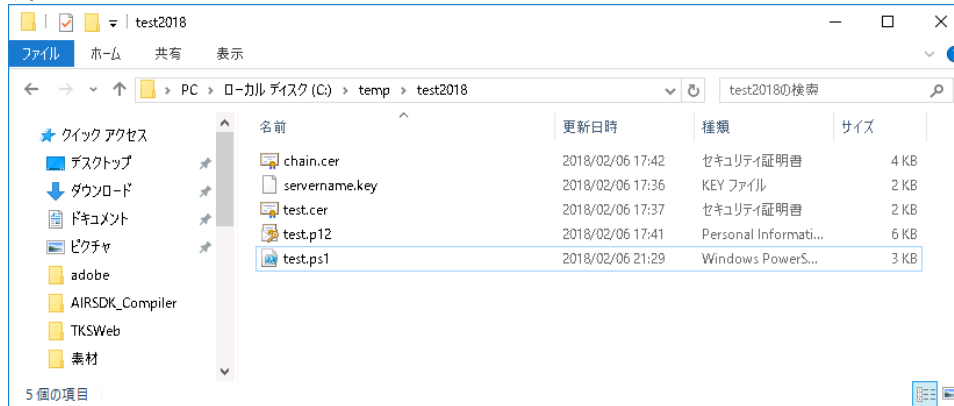 test2018
ファイル ホーム 共有 表示
PC › ローカル ディスク (C:) › temp › test2018
test2018の検索
クイック アクセス
デスクトップ
ダウンロード
ドキュメント
ピクチャ
adobe
AIRSDK_Compiler
TKSWeb
素材
名前 更新日時 種類 サイズ
chain.cer 2018/02/06 17:42 セキュリティ証明書 4 KB
servername.key 2018/02/06 17:36 KEY ファイル 2 KB
test.cer 2018/02/06 17:37 セキュリティ証明書 2 KB
test.p12 2018/02/06 17:41 Personal Informati... 6 KB
test.ps1 2018/02/06 21:29 Windows PowerS... 3 KB
5 個の項目